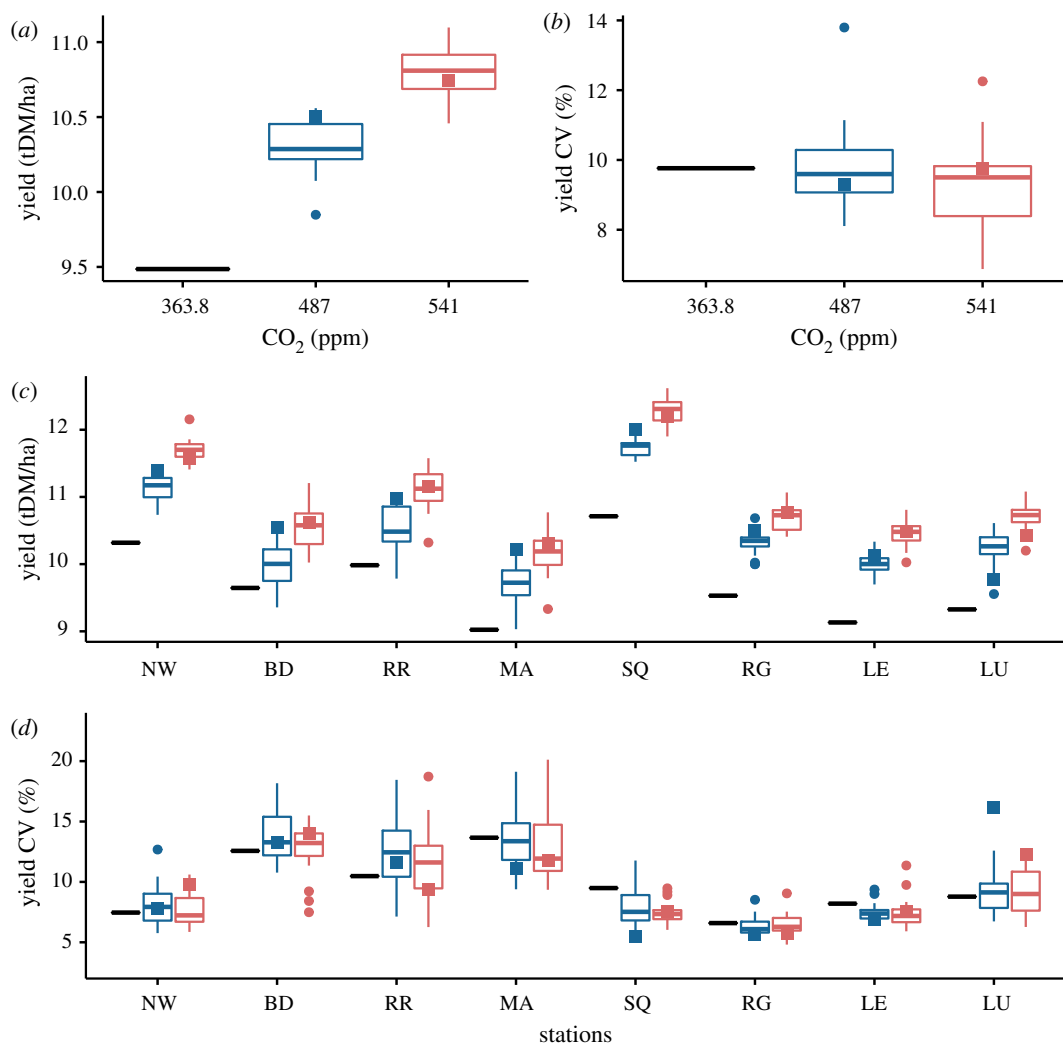 (a)
yield (tDM/ha)
11.0
10.5
10.0
9.5
363.8 487 541
CO2 (ppm)
(b)
yield CV (%)
14
12
10
8
363.8 487 541
CO2 (ppm)
(c)
yield (tDM/ha)
12
11
10
9
NW BD RR MA SQ RG LE LU
(d)
yield CV (%)
20
15
10
5
NW BD RR MA SQ RG LE LU
stations